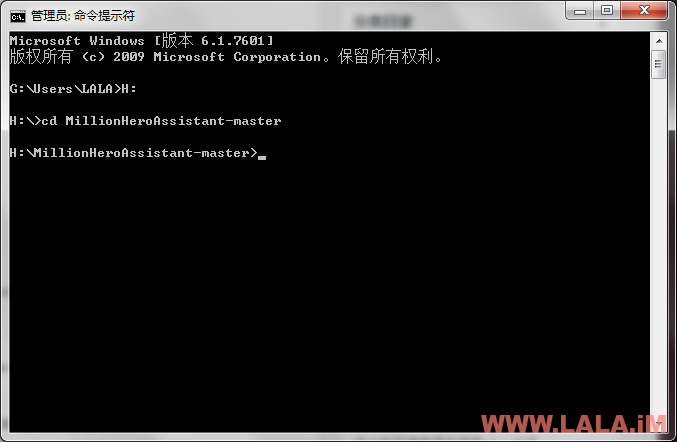 管理员: 命令提示符
Microsoft Windows [版本 6.1.7601]
版权所有 (c) 2009 Microsoft Corporation。保留所有权利。
G:\Users\LALA>H:
H:\>cd MillionHeroAssistant-master
H:\MillionHeroAssistant-master>
WWW.LALA.iM